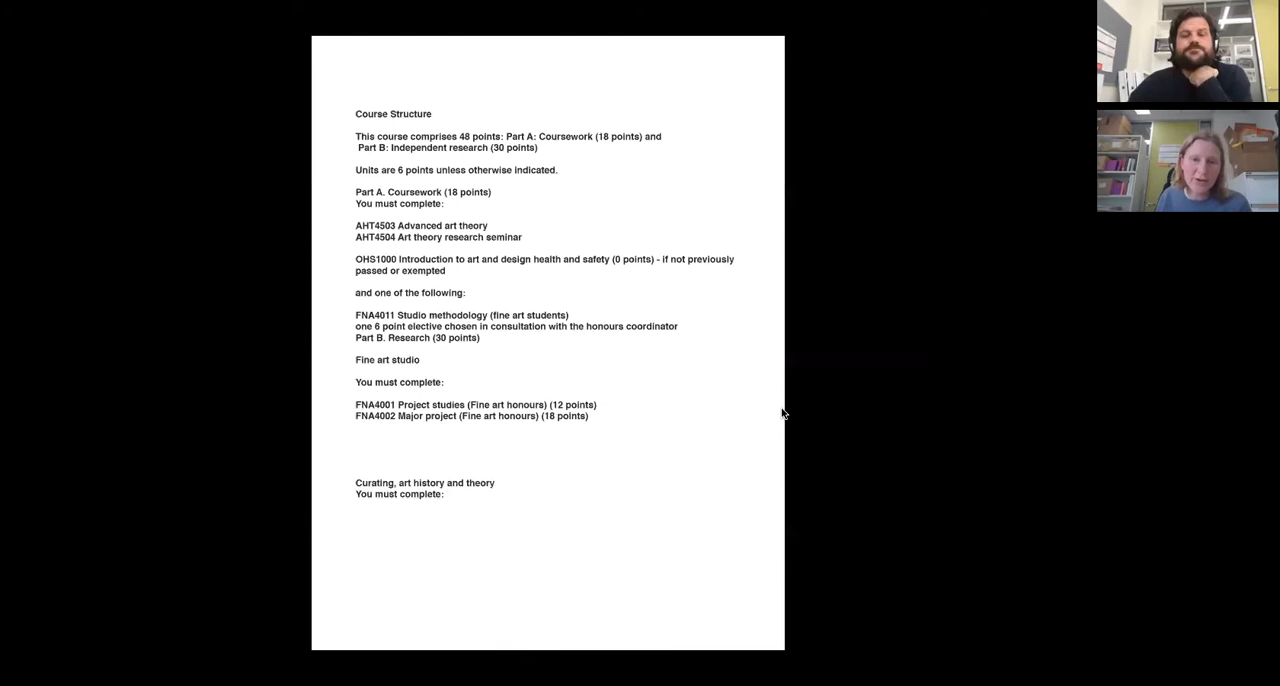 Course Structure
This course comprises 48 points: Part A: Coursework (18 points) and
Part B: Independent research (30 points)
Units are 6 points unless otherwise indicated.
Part A. Coursework (18 points)
You must complete:
AHT4503 Advanced art theory
AHT4504 Art theory research seminar
OHS1000 Introduction to art and design health and safety (0 points) - if not previously
passed or exempted
and one of the following:
FNA4011 Studio methodology (fine art students)
one 6 point elective chosen in consultation with the honours coordinator
Part B. Research (30 points)
Fine art studio
You must complete:
FNA4001 Project studies (Fine art honours) (12 points)
FNA4002 Major project (Fine art honours) (18 points)
Curating, art history and theory
You must complete: